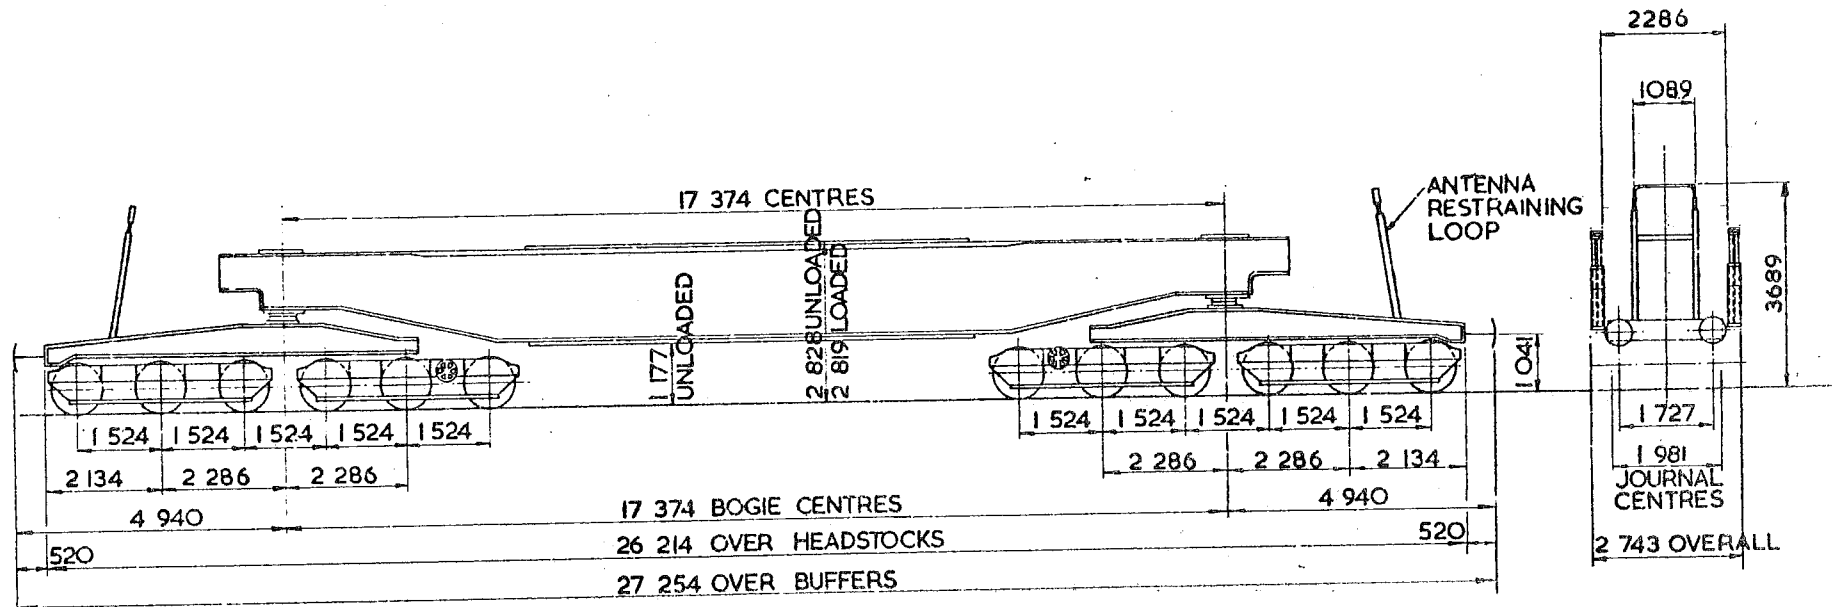 2286
1089
17 374 CENTRES
ANTENNA
RESTRAINING
LOOP
3689
1 177
UNLOADED
2 828 UNLOADED
2 819 LOADED
1 041
1 524 1 524 1 524 1 524 1 524
1 524 1 524 1 524 1 524 1 524
1 727
2 134 2 286 2 286
2 286 2 286 2 134
1 981
JOURNAL
CENTRES
4 940
17 374 BOGIE CENTRES
4 940
520
26 214 OVER HEADSTOCKS
520
2 743 OVERALL
27 254 OVER BUFFERS